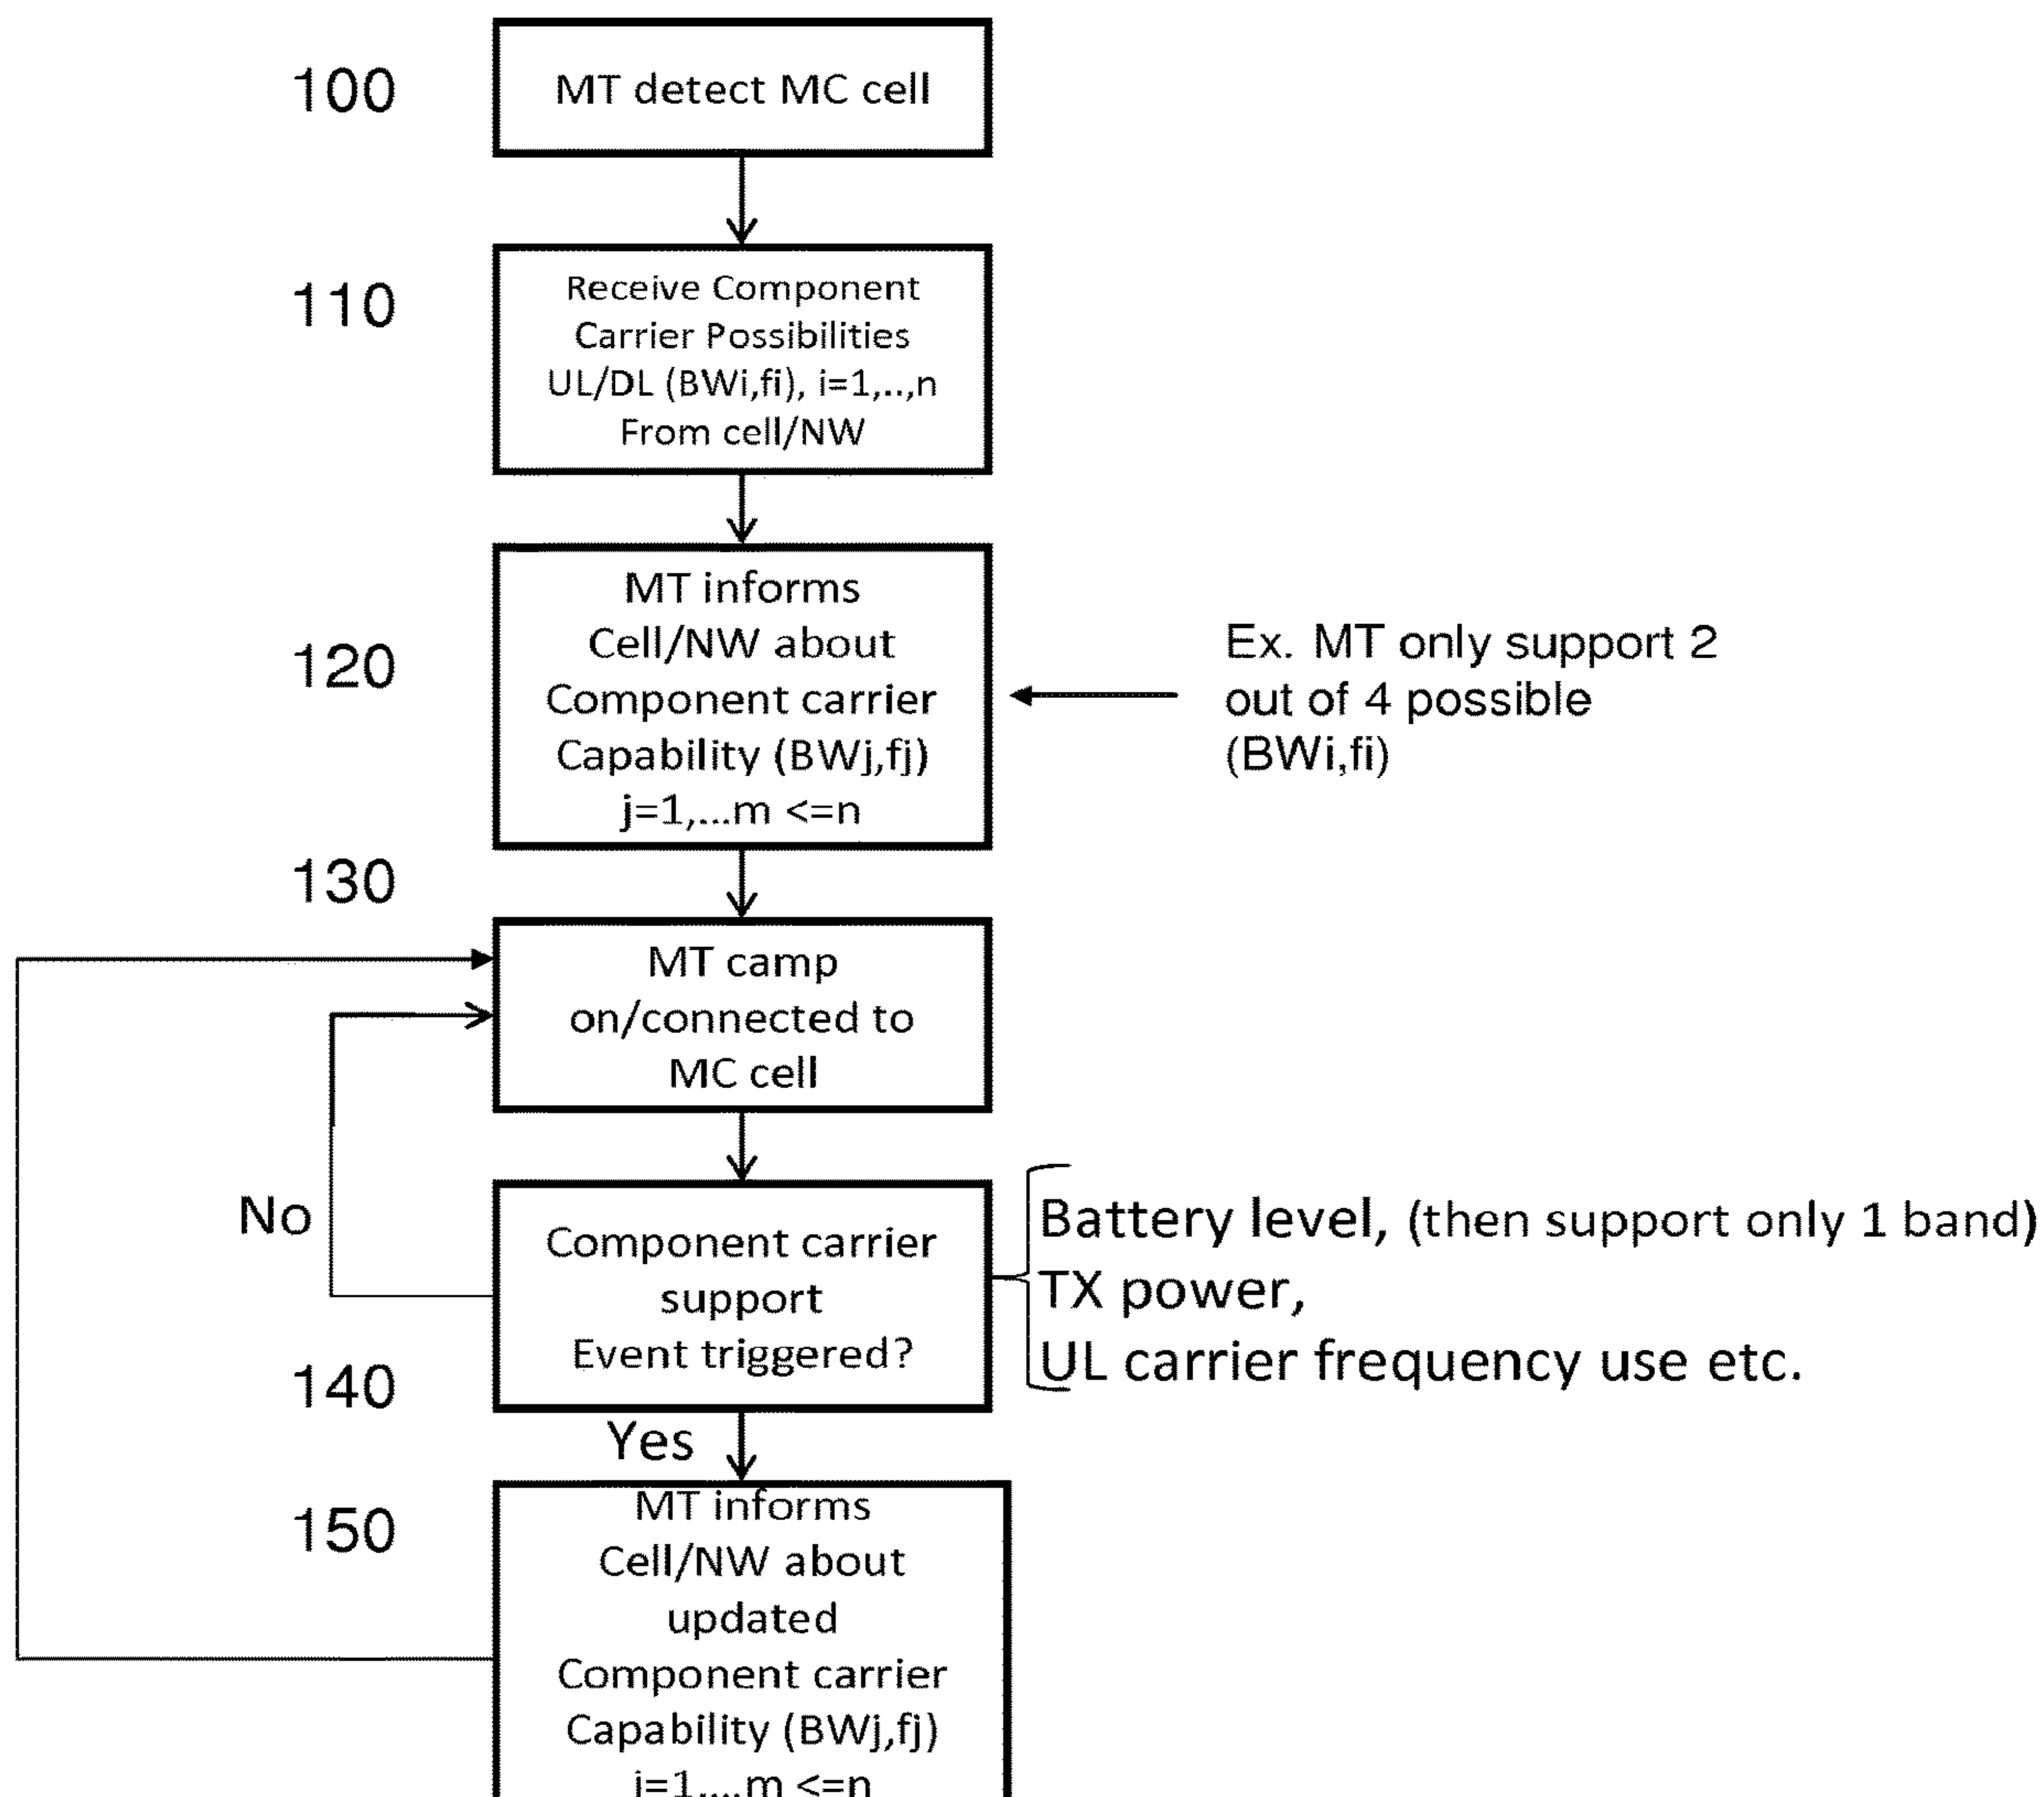 100
MT detect MC cell
110
Receive Component
Carrier Possibilities
UL/DL (BWi,fi), i=1,..,n
From cell/NW
120
MT informs
Cell/NW about
Component carrier
Capability (BWj,fj)
j=1,...m <=n
Ex. MT only support 2
out of 4 possible
(BWi,fi)
130
MT camp
on/connected to
MC cell
No
Component carrier
support
Event triggered?
Battery level, (then support only 1 band)
TX power,
UL carrier frequency use etc.
140
Yes
150
MT informs
Cell/NW about
updated
Component carrier
Capability (BWj,fj)
j=1,...m <=n